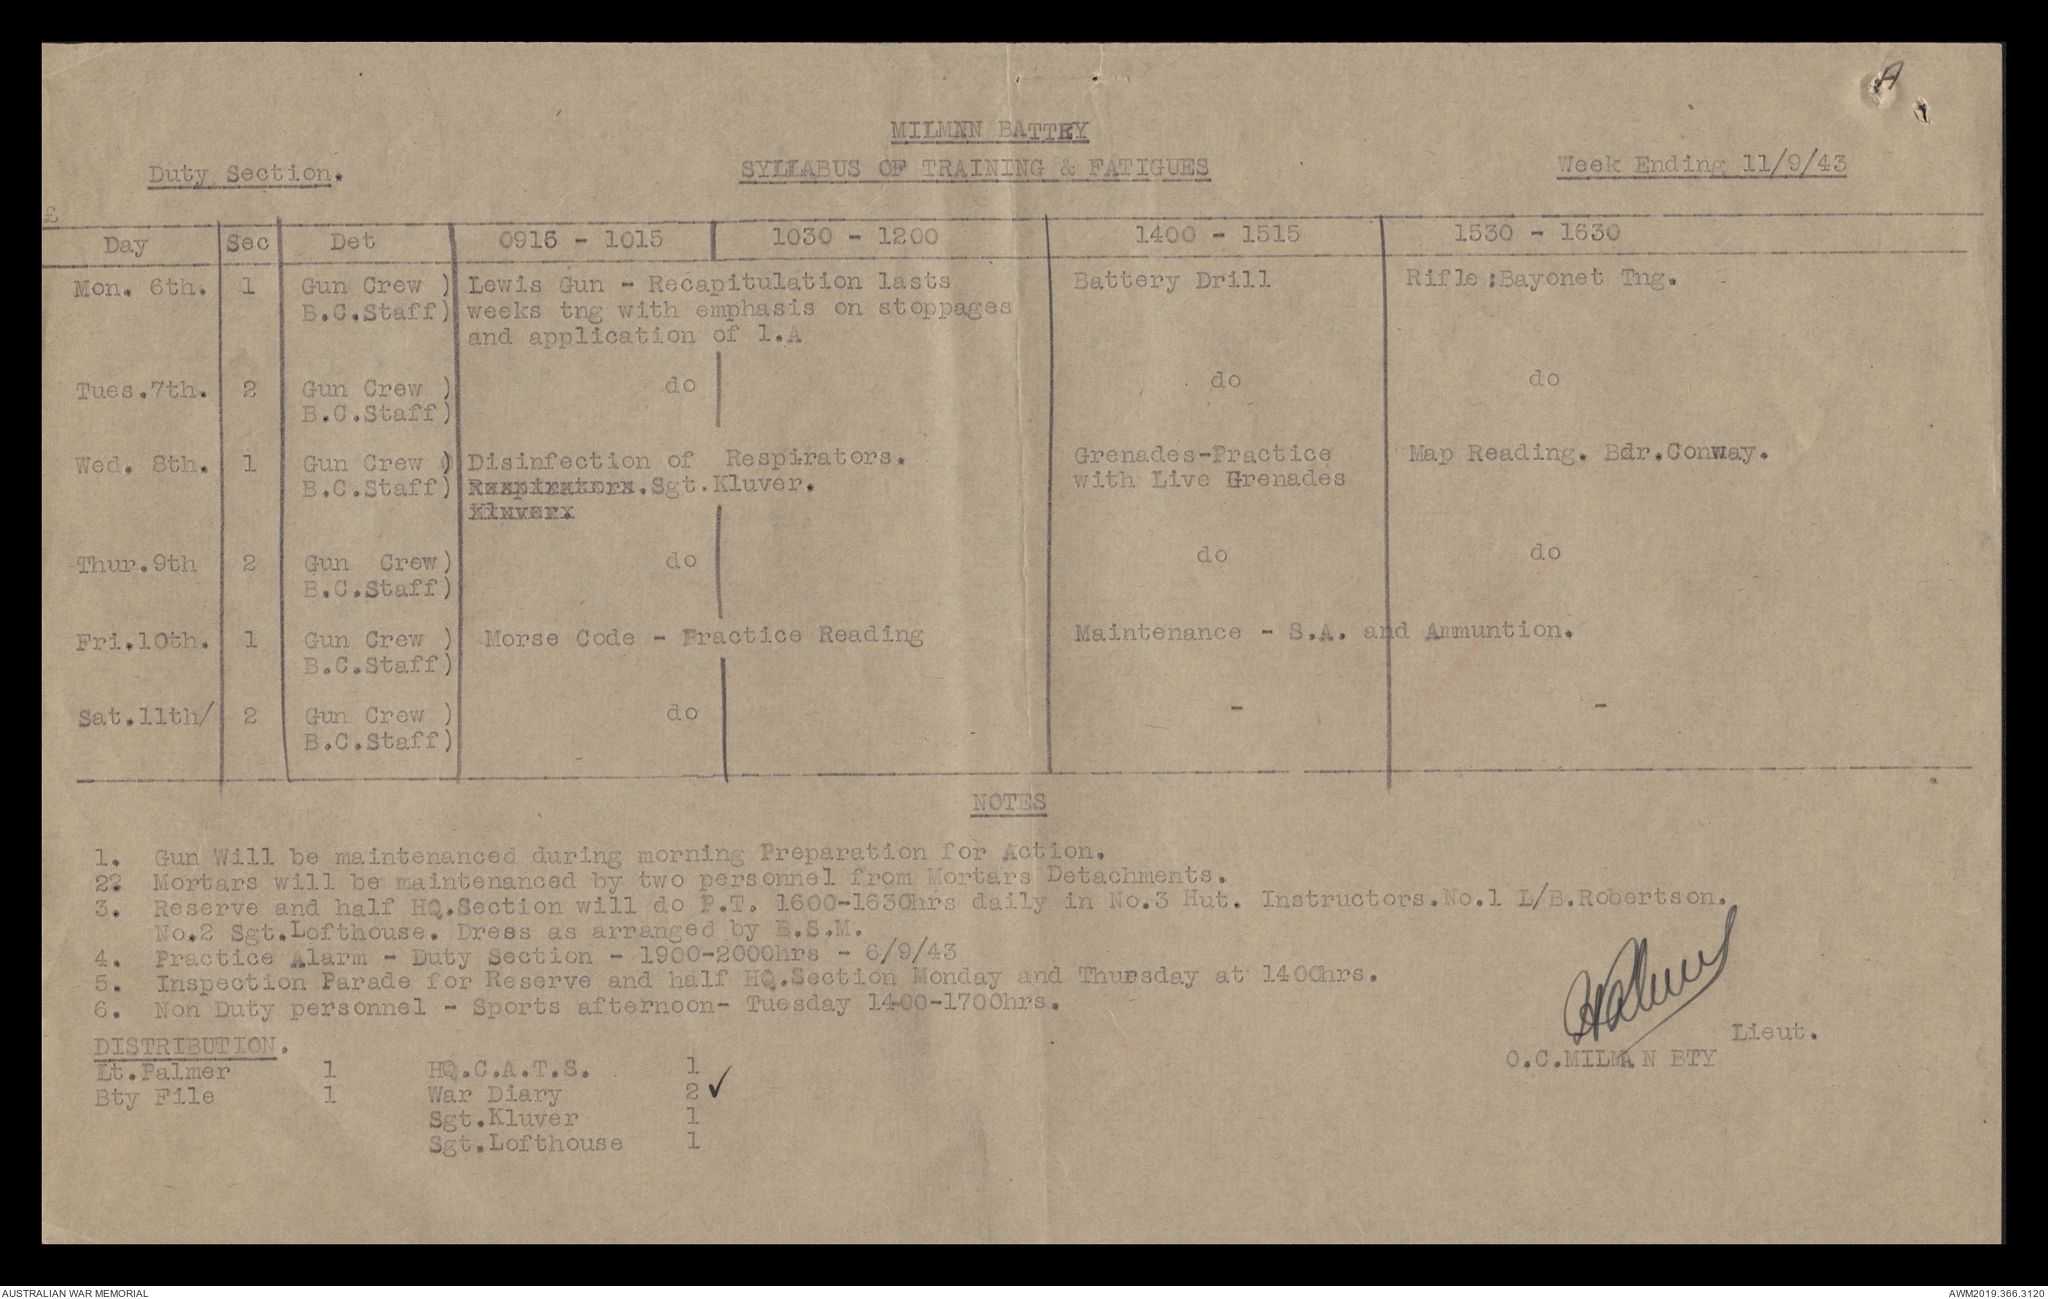 A
MILMAN BATTRY
Duty Section. SYLLABUS OF TRAINING & FATIGUES Week Ending 11/9/43
£
Day Sec Det 0915 - 1015 1030 - 1200 1400 - 1515 1530 - 1630
Mon. 6th. 1 Gun Crew ) Lewis Gun - Recapitulation lasts Battery Drill Rifle:Bayonet Tng.
B.C.Staff) weeks tng with emphasis on stoppages
and application of 1.A
Tues.7th. 2 Gun Crew ) do do do
B.C.Staff)
Wed. 8th. 1 Gun Crew ) Disinfection of Respirators. Grenades-Practice Map Reading. Bdr.Conway.
B.C.Staff) Respirators.Sgt.Kluver. with Live Grenades
Kluver.
Thur.9th 2 Gun Crew) do do do
B.C.Staff)
Fri.10th. 1 Gun Crew ) Morse Code - Practice Reading Maintenance - S.A. and Ammuntion.
B.C.Staff)
Sat.11th/ 2 Gun Crew ) do - -
B.C.Staff)
NOTES
1. Gun Will be maintenanced during morning Preparation for Action.
2? Mortars will be maintenanced by two personnel from Mortars Detachments.
3. Reserve and half HQ.Section will do P.T. 1600-1630hrs daily in No.3 Hut. Instructors.No.1 L/B.Robertson.
No.2 Sgt.Lofthouse. Dress as arranged by B.S.M.
4. Practice Alarm - Duty Section - 1900-2000hrs - 6/9/43
5. Inspection Parade for Reserve and half HQ.Section Monday and Thursday at 1400hrs.
6. Non Duty personnel - Sports afternoon- Tuesday 1400-1700hrs.
Lieut.
O.C.MILMAN BTY
DISTRIBUTION.
Lt.Palmer 1 HQ.C.A.T.S. 1
Bty File 1 War Diary 2 ✓
Sgt.Kluver 1
Sgt.Lofthouse 1
AUSTRALIAN WAR MEMORIAL AWM2019.366.3120